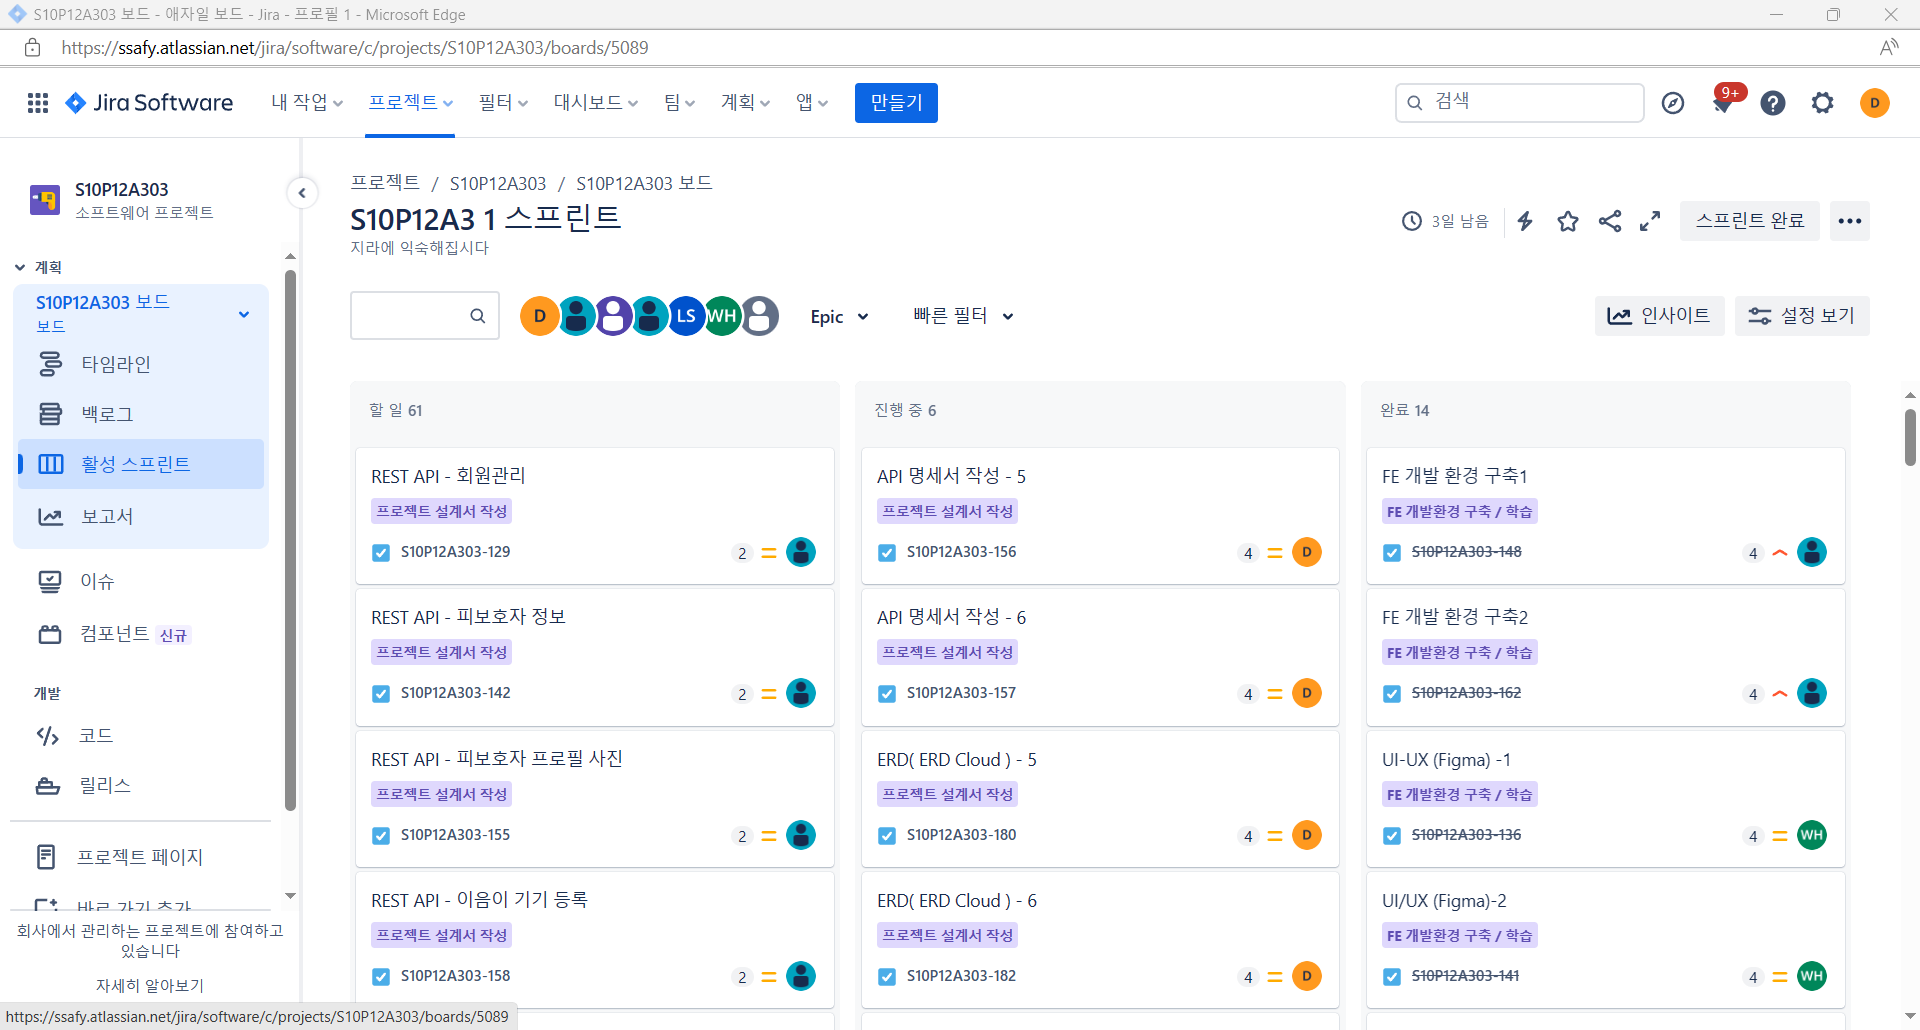 S10P12A303 보드 - 애자일 보드 - Jira - 프로필 1 - Microsoft Edge
https://ssafy.atlassian.net/jira/software/c/projects/S10P12A303/boards/5089
Jira Software
내 작업
프로젝트
필터
대시보드
팀
계획
앱
만들기
검색
9+
D
S10P12A303
소프트웨어 프로젝트
계획
S10P12A303 보드
보드
타임라인
백로그
활성 스프린트
보고서
이슈
컴포넌트 신규
개발
코드
릴리스
프로젝트 페이지
바로 가기 추가
회사에서 관리하는 프로젝트에 참여하고
있습니다
자세히 알아보기
https://ssafy.atlassian.net/jira/software/c/projects/S10P12A303/boards/5089
프로젝트 / S10P12A303 / S10P12A303 보드
S10P12A3 1 스프린트
지라에 익숙해집시다
3일 남음
스프린트 완료
D
LS
WH
Epic
빠른 필터
인사이트
설정 보기
할 일 61
REST API - 회원관리
프로젝트 설계서 작성
S10P12A303-129 2
REST API - 피보호자 정보
프로젝트 설계서 작성
S10P12A303-142 2
REST API - 피보호자 프로필 사진
프로젝트 설계서 작성
S10P12A303-155 2
REST API - 이음이 기기 등록
프로젝트 설계서 작성
S10P12A303-158 2
진행 중 6
API 명세서 작성 - 5
프로젝트 설계서 작성
S10P12A303-156 4 D
API 명세서 작성 - 6
프로젝트 설계서 작성
S10P12A303-157 4 D
ERD( ERD Cloud ) - 5
프로젝트 설계서 작성
S10P12A303-180 4 D
ERD( ERD Cloud ) - 6
프로젝트 설계서 작성
S10P12A303-182 4 D
완료 14
FE 개발 환경 구축1
FE 개발환경 구축 / 학습
S10P12A303-148 4
FE 개발 환경 구축2
FE 개발환경 구축 / 학습
S10P12A303-162 4
UI-UX (Figma) -1
FE 개발환경 구축 / 학습
S10P12A303-136 4 WH
UI/UX (Figma)-2
FE 개발환경 구축 / 학습
S10P12A303-141 4 WH